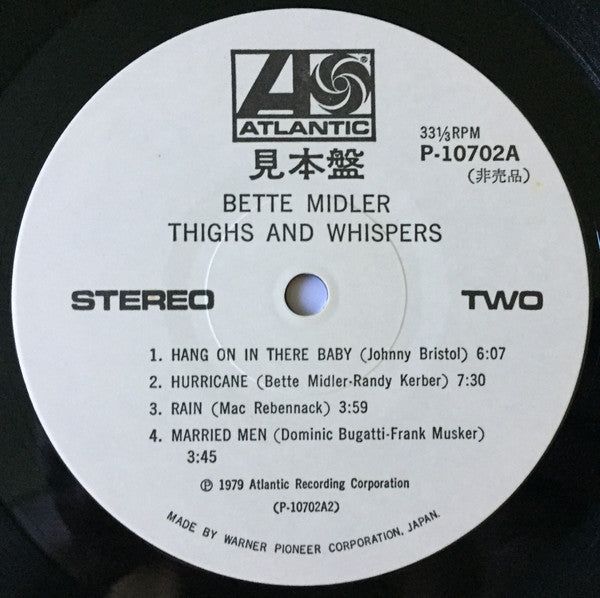 ATLANTIC
見本盤
33⅓RPM
P-10702A
(非売品)
BETTE MIDLER
THIGHS AND WHISPERS
STEREO
TWO
1. HANG ON IN THERE BABY (Johnny Bristol) 6:07
2. HURRICANE (Bette Midler-Randy Kerber) 7:30
3. RAIN (Mac Rebennack) 3:59
4. MARRIED MEN (Dominic Bugatti-Frank Musker)
3:45
℗ 1979 Atlantic Recording Corporation
(P-10702A2)
MADE BY WARNER PIONEER CORPORATION, JAPAN.